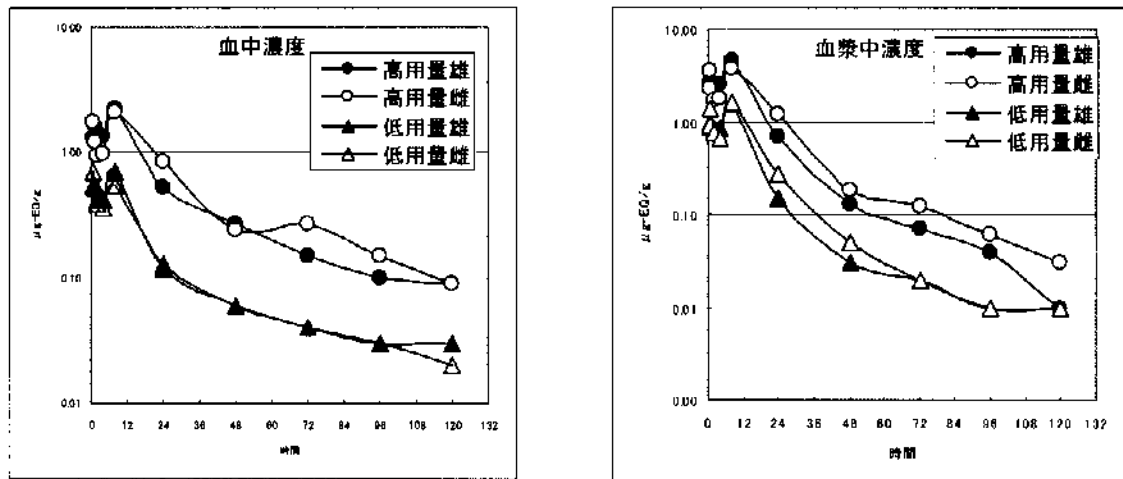 血中濃度
10.00
1.00
0.10
0.01
μg-EQ/g
高用量雄
高用量雌
低用量雄
低用量雌
0 12 24 36 48 60 72 84 96 108 120 132
時間
血漿中濃度
10.00
1.00
0.10
0.01
0.00
μg-EQ/g
高用量雄
高用量雌
低用量雄
低用量雌
0 12 24 36 48 60 72 84 96 108 120 132
時間